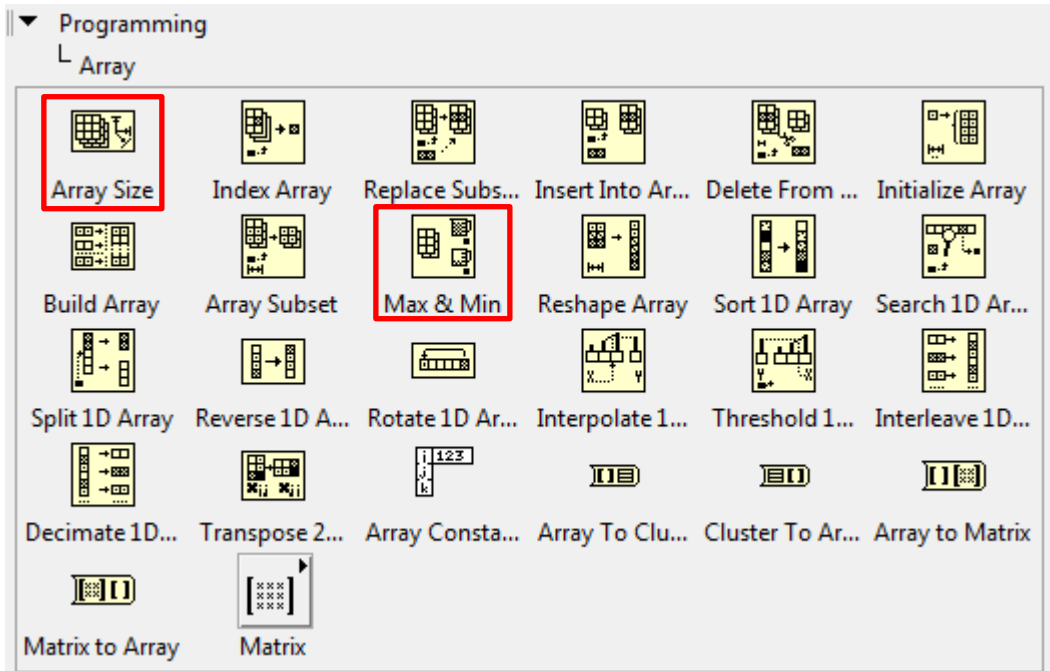 Programming
Array
Array Size Index Array Replace Subs... Insert Into Ar... Delete From ... Initialize Array
Build Array Array Subset Max & Min Reshape Array Sort 1D Array Search 1D Ar...
Split 1D Array Reverse 1D A... Rotate 1D Ar... Interpolate 1... Threshold 1... Interleave 1D...
i 123
j
k
Decimate 1D... Transpose 2... Array Consta... Array To Clu... Cluster To Ar... Array to Matrix
Matrix to Array Matrix